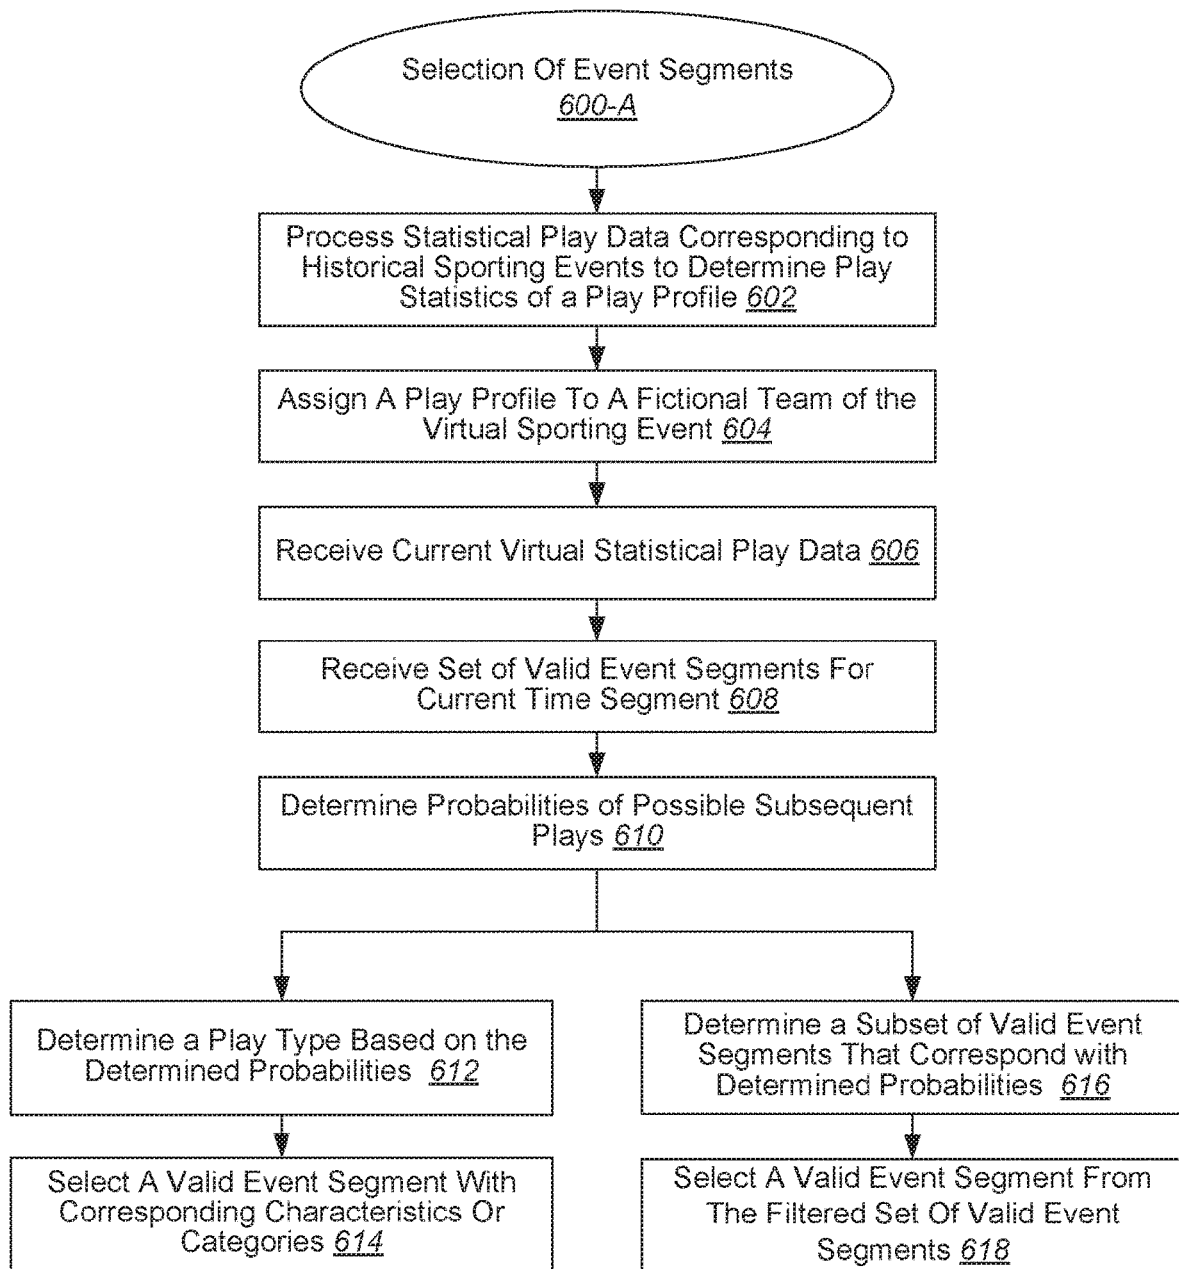 Selection Of Event Segments
600-A
Process Statistical Play Data Corresponding to
Historical Sporting Events to Determine Play
Statistics of a Play Profile 602
Assign A Play Profile To A Fictional Team of the
Virtual Sporting Event 604
Receive Current Virtual Statistical Play Data 606
Receive Set of Valid Event Segments For
Current Time Segment 608
Determine Probabilities of Possible Subsequent
Plays 610
Determine a Play Type Based on the
Determined Probabilities 612
Select A Valid Event Segment With
Corresponding Characteristics Or
Categories 614
Determine a Subset of Valid Event
Segments That Correspond with
Determined Probabilities 616
Select A Valid Event Segment From
The Filtered Set Of Valid Event
Segments 618